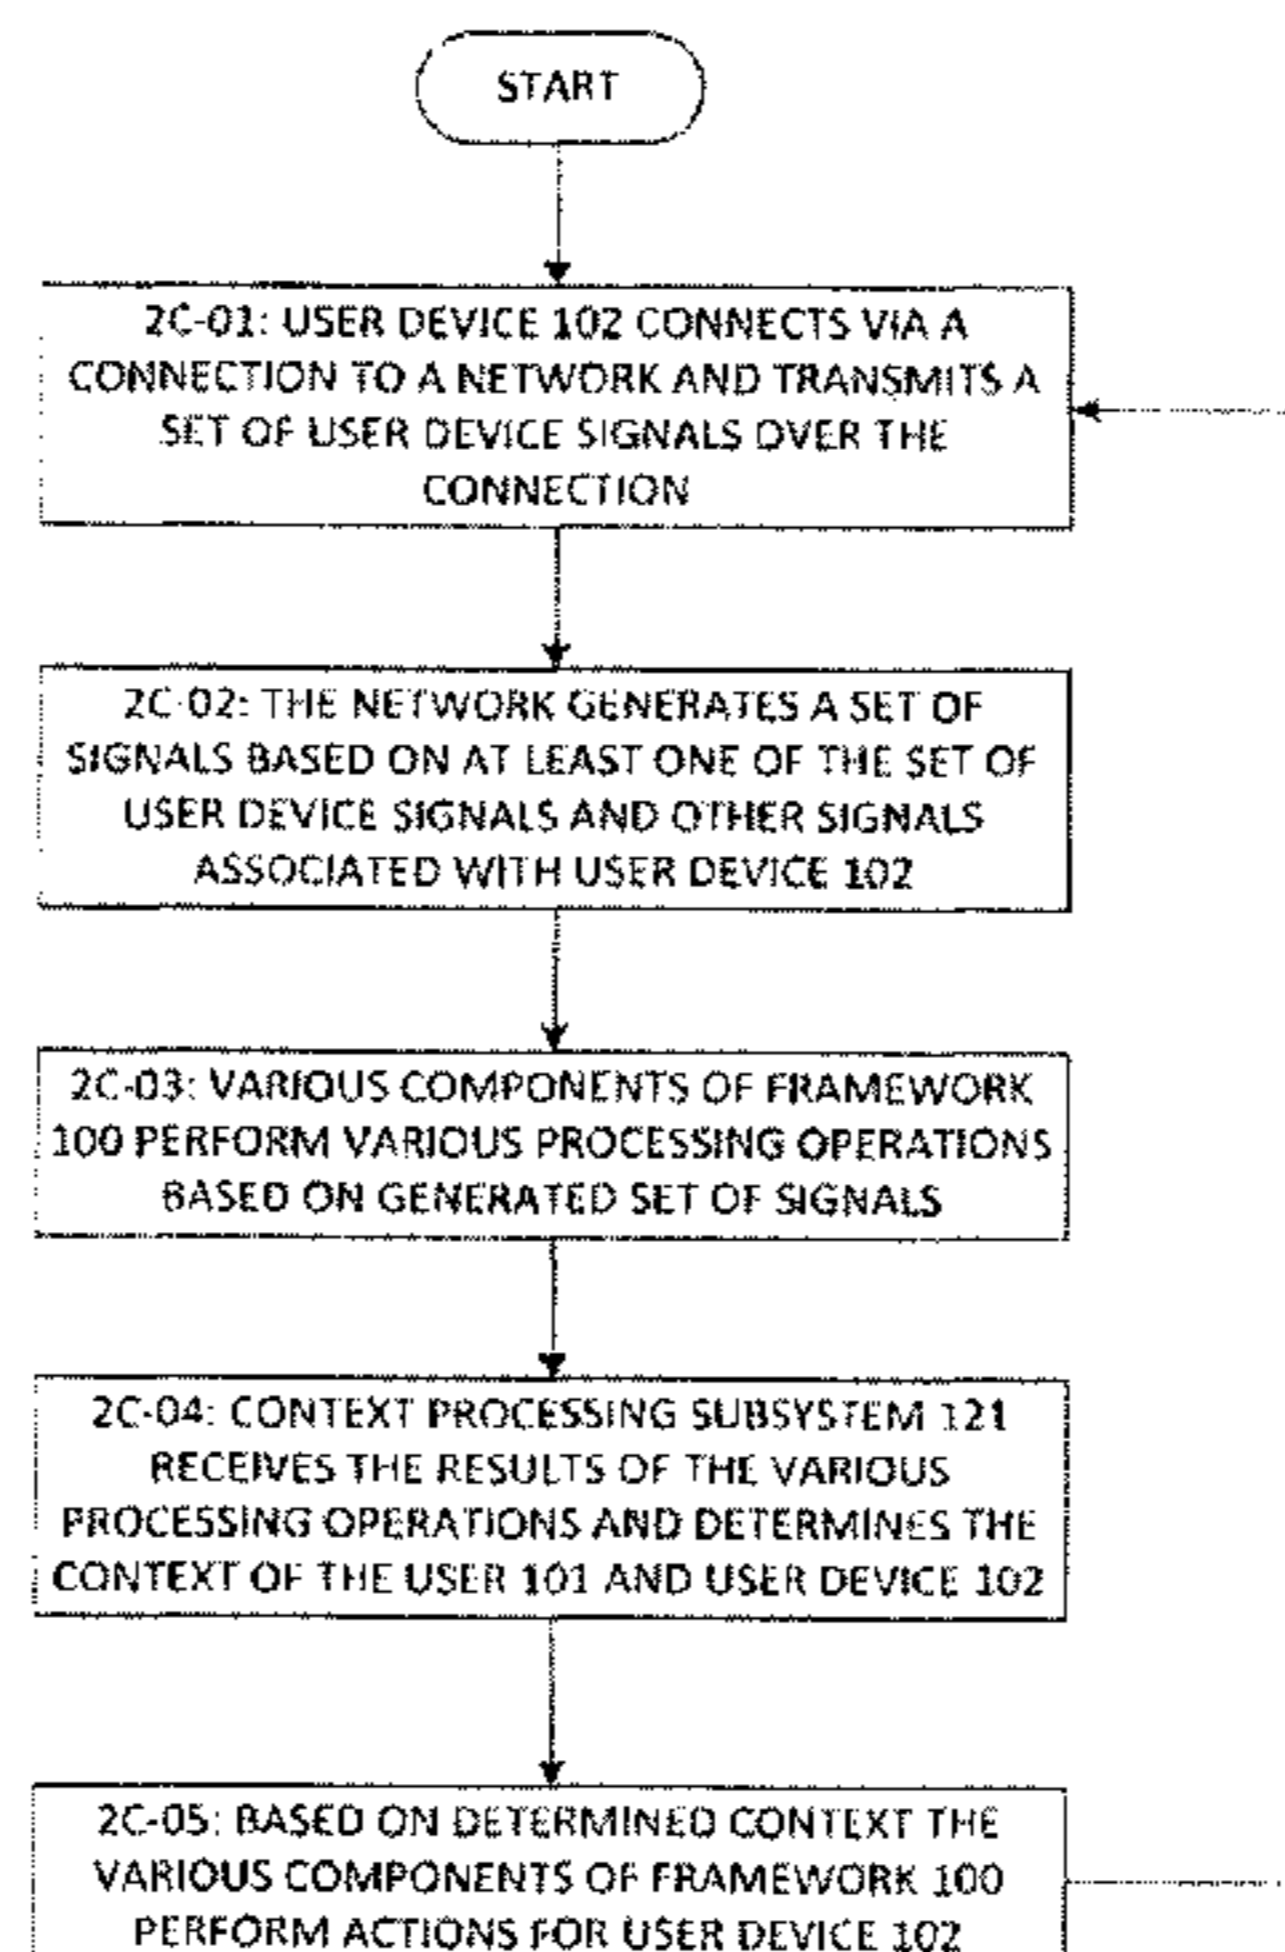 START
2C-01: USER DEVICE 102 CONNECTS VIA A
CONNECTION TO A NETWORK AND TRANSMITS A
SET OF USER DEVICE SIGNALS OVER THE
CONNECTION
2C-02: THE NETWORK GENERATES A SET OF
SIGNALS BASED ON AT LEAST ONE OF THE SET OF
USER DEVICE SIGNALS AND OTHER SIGNALS
ASSOCIATED WITH USER DEVICE 102
2C-03: VARIOUS COMPONENTS OF FRAMEWORK
100 PERFORM VARIOUS PROCESSING OPERATIONS
BASED ON GENERATED SET OF SIGNALS
2C-04: CONTEXT PROCESSING SUBSYSTEM 121
RECEIVES THE RESULTS OF THE VARIOUS
PROCESSING OPERATIONS AND DETERMINES THE
CONTEXT OF THE USER 101 AND USER DEVICE 102
2C-05: BASED ON DETERMINED CONTEXT THE
VARIOUS COMPONENTS OF FRAMEWORK 100
PERFORM ACTIONS FOR USER DEVICE 102